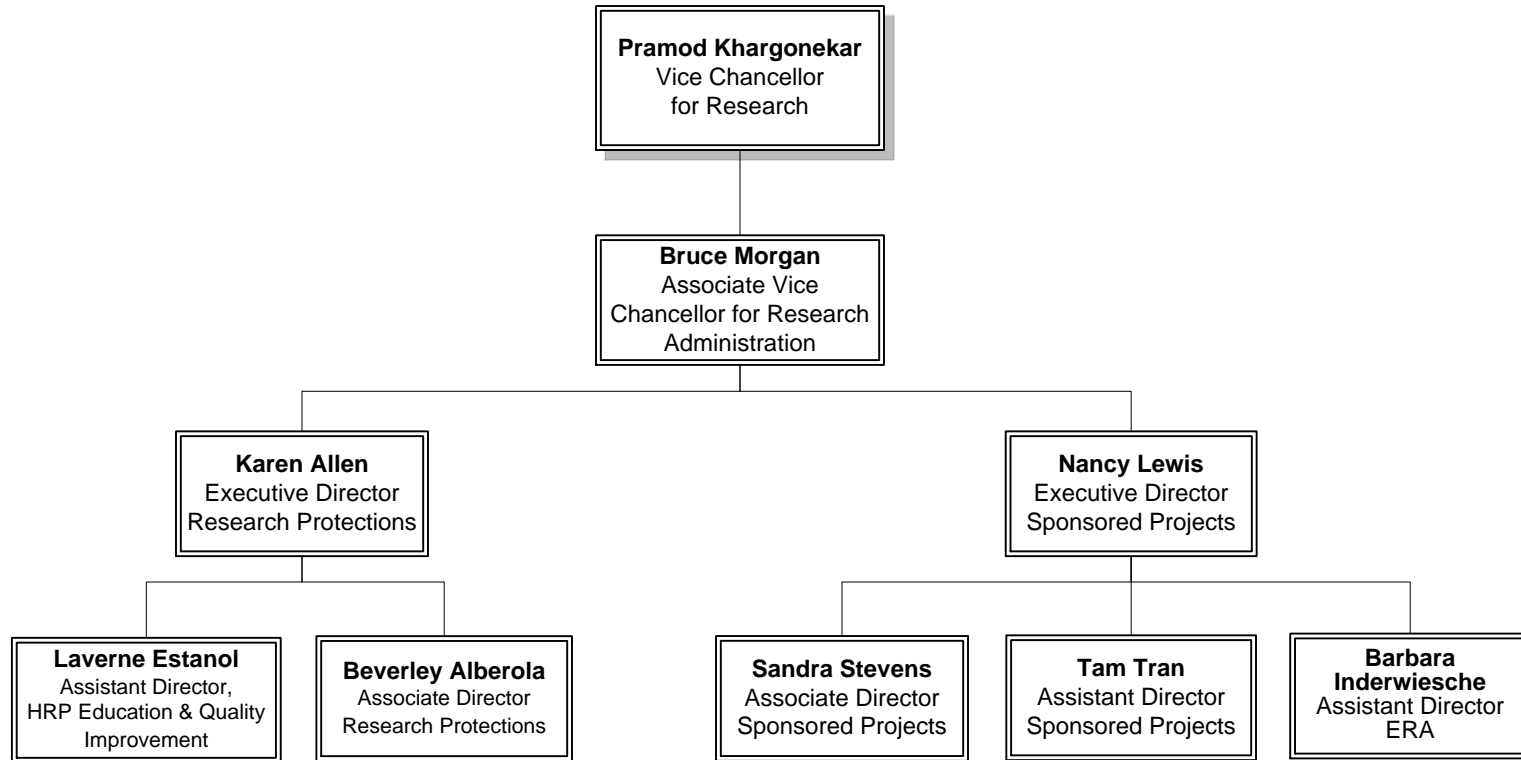 Pramod Khargonekar
Vice Chancellor
for Research
Bruce Morgan
Associate Vice
Chancellor for Research
Administration
Karen Allen
Executive Director
Research Protections
Nancy Lewis
Executive Director
Sponsored Projects
Laverne Estanol
Assistant Director,
HRP Education & Quality
Improvement
Beverley Alberola
Associate Director
Research Protections
Sandra Stevens
Associate Director
Sponsored Projects
Tam Tran
Assistant Director
Sponsored Projects
Barbara
Inderwiesche
Assistant Director
ERA